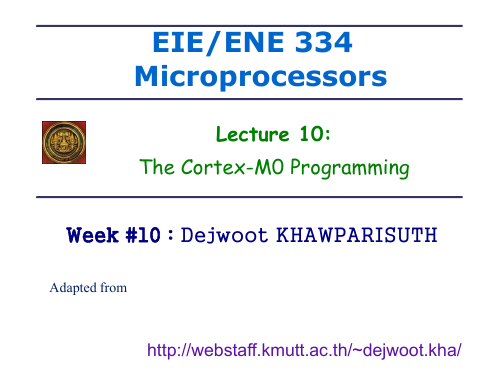 EIE/ENE 334
Microprocessors
Lecture 10:
The Cortex-M0 Programming
Week #10 : Dejwoot KHAWPARISUTH
Adapted from
http://webstaff.kmutt.ac.th/~dejwoot.kha/